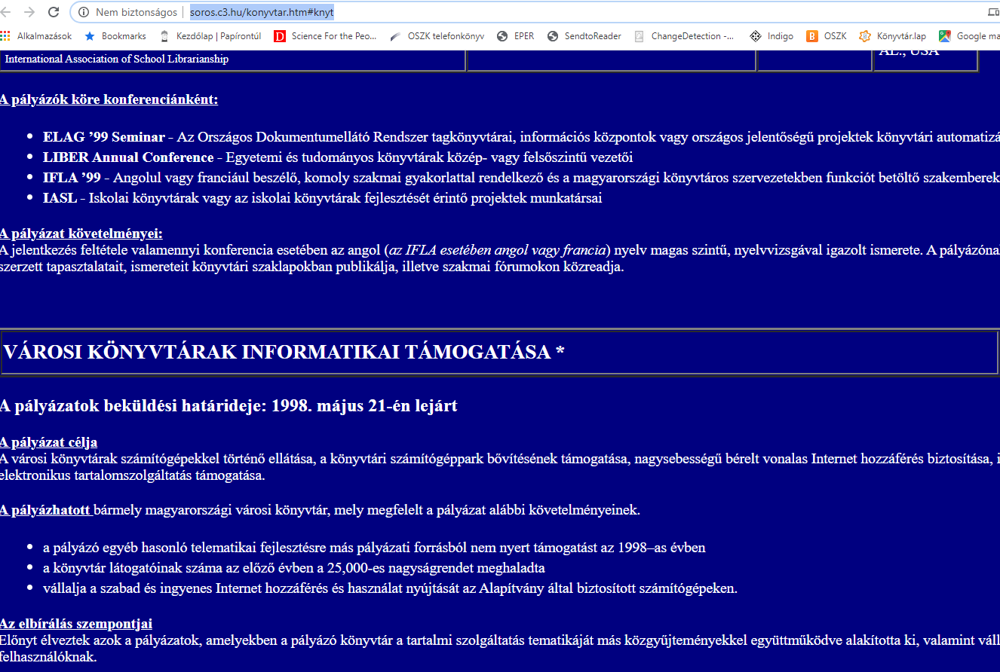 Nem biztonságos | soros.c3.hu/konyvtar.htm#knyt
Alkalmazások Bookmarks Kezdőlap | Papírontúl D Science For the Peo... OSZK telefonkönyv EPER SendtoReader ChangeDetection -... Indigo B OSZK Könyvtár.lap Google ma
International Association of School Librarianship AL., USA
A pályázók köre konferenciánként:
• ELAG ’99 Seminar - Az Országos Dokumentumellátó Rendszer tagkönyvtárai, információs központok vagy országos jelentőségű projektek könyvtári automatizá
• LIBER Annual Conference - Egyetemi és tudományos könyvtárak közép- vagy felsőszintű vezetői
• IFLA ’99 - Angolul vagy franciául beszélő, komoly szakmai gyakorlattal rendelkező és a magyarországi könyvtáros szervezetekben funkciót betöltő szakemberek
• IASL - Iskolai könyvtárak vagy az iskolai könyvtárak fejlesztését érintő projektek munkatársai
A pályázat követelményei:
A jelentkezés feltétele valamennyi konferencia esetében az angol (az IFLA esetében angol vagy francia) nyelv magas szintű, nyelvvizsgával igazolt ismerete. A pályázóna
szerzett tapasztalatait, ismereteit könyvtári szaklapokban publikálja, illetve szakmai fórumokon közreadja.
VÁROSI KÖNYVTÁRAK INFORMATIKAI TÁMOGATÁSA *
A pályázatok beküldési határideje: 1998. május 21-én lejárt
A pályázat célja
A városi könyvtárak számítógépekkel történő ellátása, a könyvtári számítógéppark bővítésének támogatása, nagysebességű bérelt vonalas Internet hozzáférés biztosítása, i
elektronikus tartalomszolgáltatás támogatása.
A pályázhatott bármely magyarországi városi könyvtár, mely megfelelt a pályázat alábbi követelményeinek.
• a pályázó egyéb hasonló telematikai fejlesztésre más pályázati forrásból nem nyert támogatást az 1998–as évben
• a könyvtár látogatóinak száma az előző évben a 25,000-es nagyságrendet meghaladta
• vállalja a szabad és ingyenes Internet hozzáférés és használat nyújtását az Alapítvány által biztosított számítógépeken.
Az elbírálás szempontjai
Előnyt élveztek azok a pályázatok, amelyekben a pályázó könyvtár a tartalmi szolgáltatás tematikáját más közgyűjteményekkel együttműködve alakította ki, valamint váll
felhasználóknak.